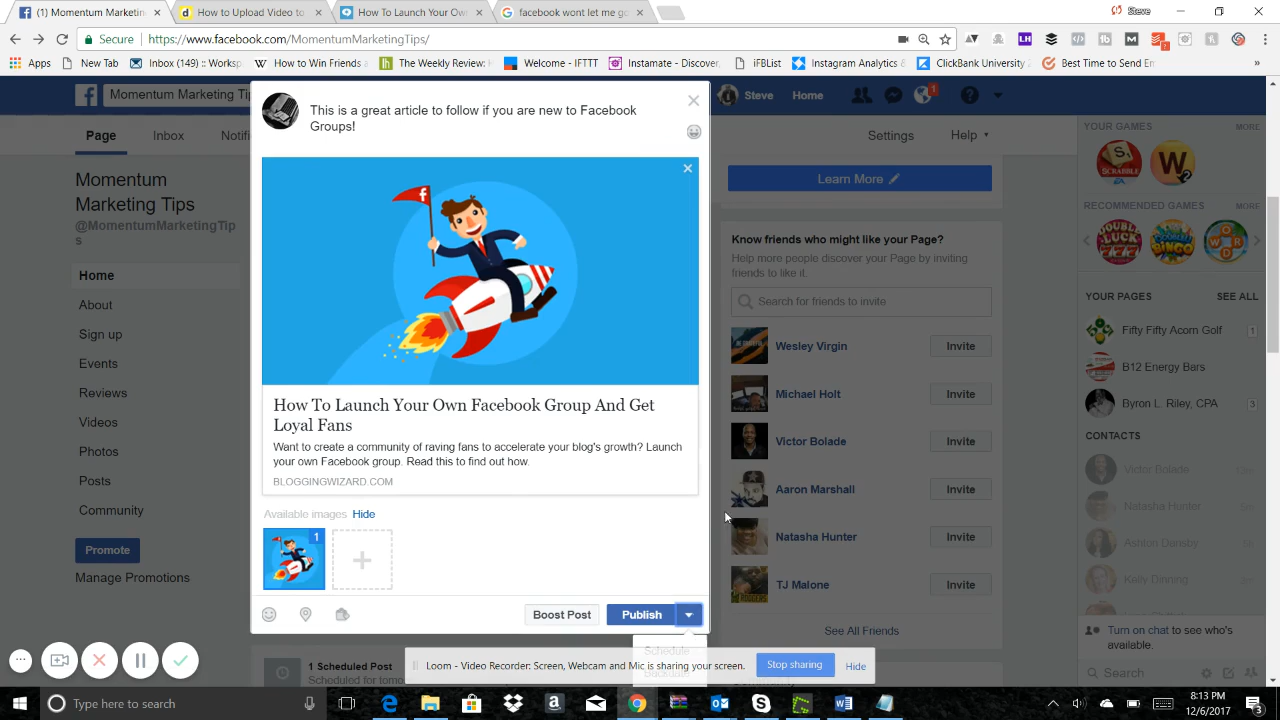 (1) Momentum Marketin
How to Upload Video to
How To Launch Your Own
facebook wont let me go
Steve
Secure
https://www.facebook.com/MomentumMarketingTips/
Apps
New Tab
(119) :: Works
Win Friends &
The Weekly Review:
Welcome - IFTTT
Instamate - Discove
iFBList
Instagram Analytics &
ClickBank University
Best Time to Send Em
Momentum Marketing Tips
Steve
Home
Page
Inbox
Notifi
Settings
Help
Momentum
Marketing Tips
@MomentumMarketingTip
s
Home
About
Sign up
Events
Reviews
Videos
Photos
Posts
Community
Promote
Manage Promotions
This is a great article to follow if you are new to Facebook
Groups!
How To Launch Your Own Facebook Group And Get
Loyal Fans
Want to create a community of raving fans to accelerate your blog's growth? Launch
your own Facebook group. Read this to find out how.
BLOGGINGWIZARD.COM
Available images Hide
1
Boost Post
Publish
Schedule
Backdate
1 Scheduled Post
Loom - Video Recorder: Screen, Webcam and Mic is sharing your screen.
Stop sharing
Hide
Learn More
Know friends who might like your Page?
Help more people discover your Page by inviting
friends to like it.
Search for friends to invite
Wesley Virgin
Invite
Michael Holt
Invite
Victor Bolade
Invite
Aaron Marshall
Invite
Natasha Hunter
Invite
TJ Malone
Invite
See All Friends
YOUR GAMES
MORE
RECOMMENDED GAMES
MORE
YOUR PAGES
SEE ALL
Fifty Fifty Acorn Golf
1
B12 Energy Bars
Byron L. Riley, CPA
3
CONTACTS
Victor Bolade
Natasha Hunter
Ashton Dansby
Kelly Dinning
Turn on chat to see who's
available.
Search
Type here to search
8:13 PM
12/6/2017